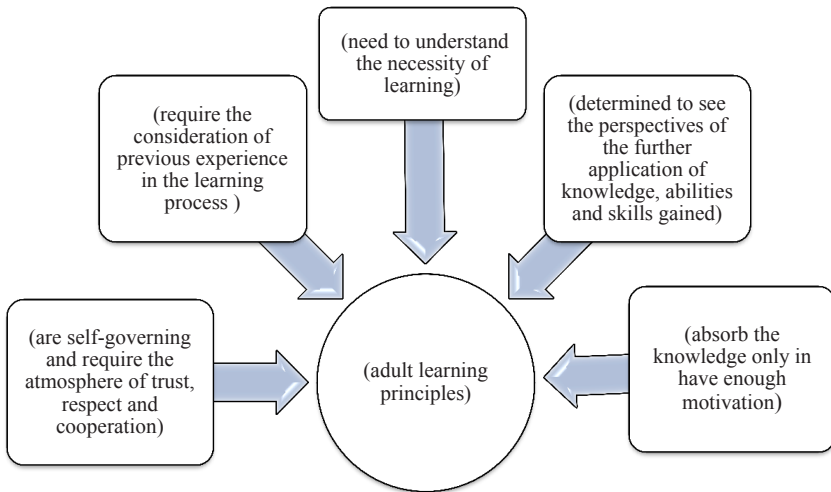 (need to understand
the necessity of
learning)
(require the
consideration of
previous experience
in the learning
process )
(determined to see
the perspectives of
the further
application of
knowledge, abilities
and skills gained)
(are self-governing
and require the
atmosphere of trust,
respect and
cooperation)
(adult learning
principles)
(absorb the
knowledge only in
have enough
motivation)